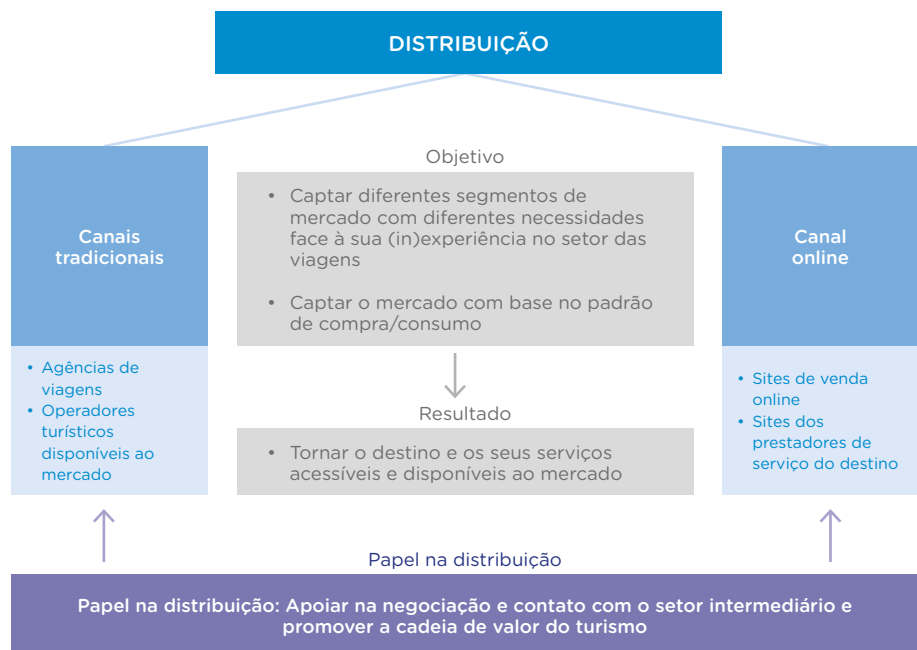 DISTRIBUIÇÃO
Canais
tradicionais
• Agências de
viagens
• Operadores
turísticos
disponíveis ao
mercado
Objetivo
• Captar diferentes segmentos de
mercado com diferentes necessidades
face à sua (in)experiência no setor das
viagens
• Captar o mercado com base no padrão
de compra/consumo
Resultado
• Tornar o destino e os seus serviços
acessíveis e disponíveis ao mercado
Canal
online
• Sites de venda
online
• Sites dos
prestadores de
serviço do destino
Papel na distribuição
Papel na distribuição: Apoiar na negociação e contato com o setor intermediário e
promover a cadeia de valor do turismo